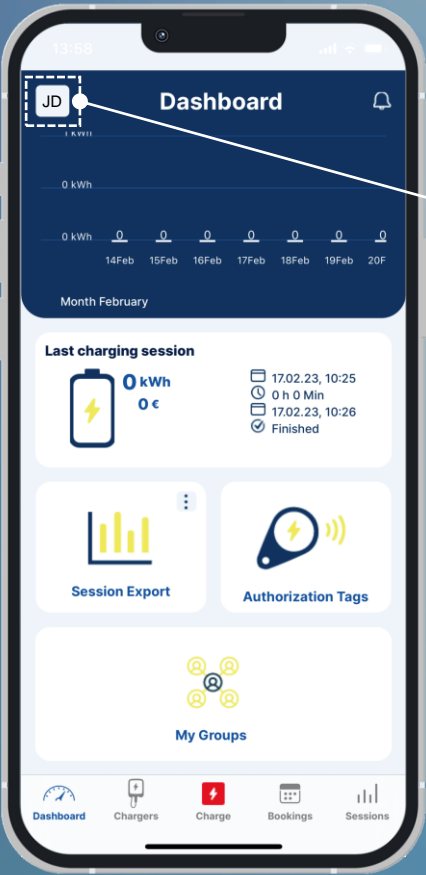 13:58
JD
Dashboard
1 kWh
0 kWh
0 kWh
0 0 0 0 0 0 0
14Feb 15Feb 16Feb 17Feb 18Feb 19Feb 20F
Month February
Last charging session
0 kWh
0 €
17.02.23, 10:25
0 h 0 Min
17.02.23, 10:26
Finished
Session Export
Authorization Tags
My Groups
Dashboard
Chargers
Charge
Bookings
Sessions